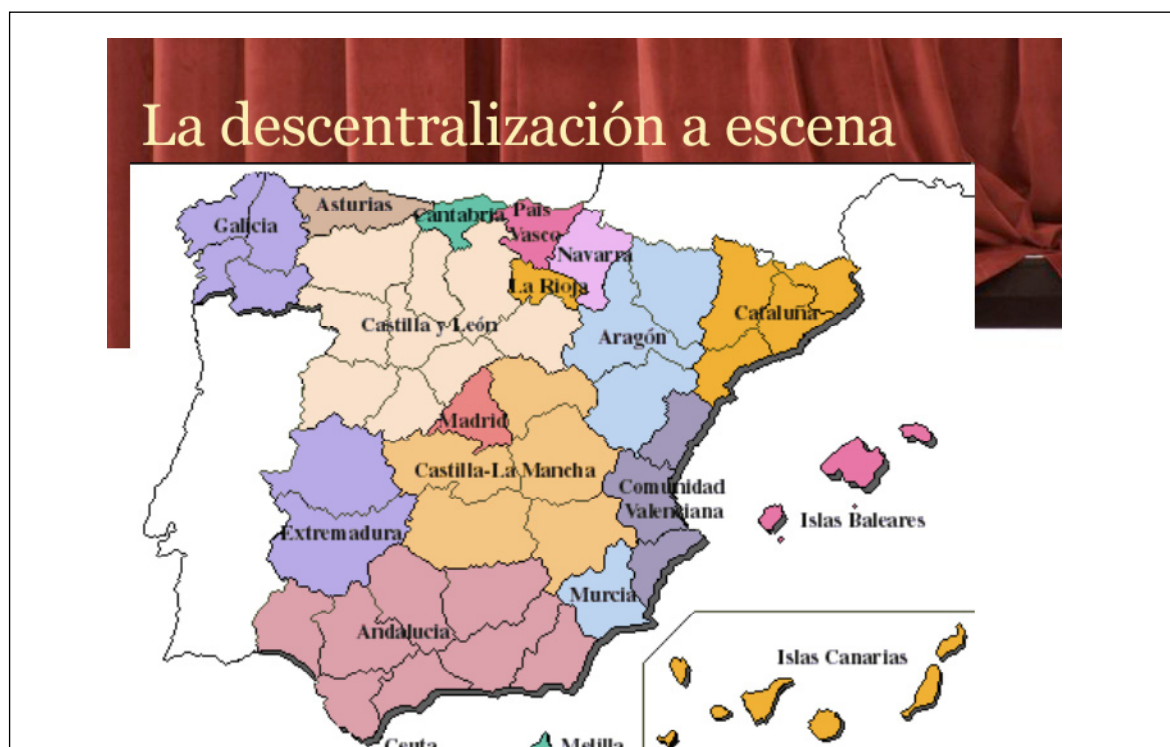 La descentralización a escena
Galicia
Asturias
Cantabria
País
Vasco
Navarra
La Rioja
Castilla y León
Aragón
Cataluña
Madrid
Castilla-La Mancha
Comunidad
Valenciana
Islas Baleares
Extremadura
Murcia
Andalucia
Islas Canarias
Ceuta
Melilla